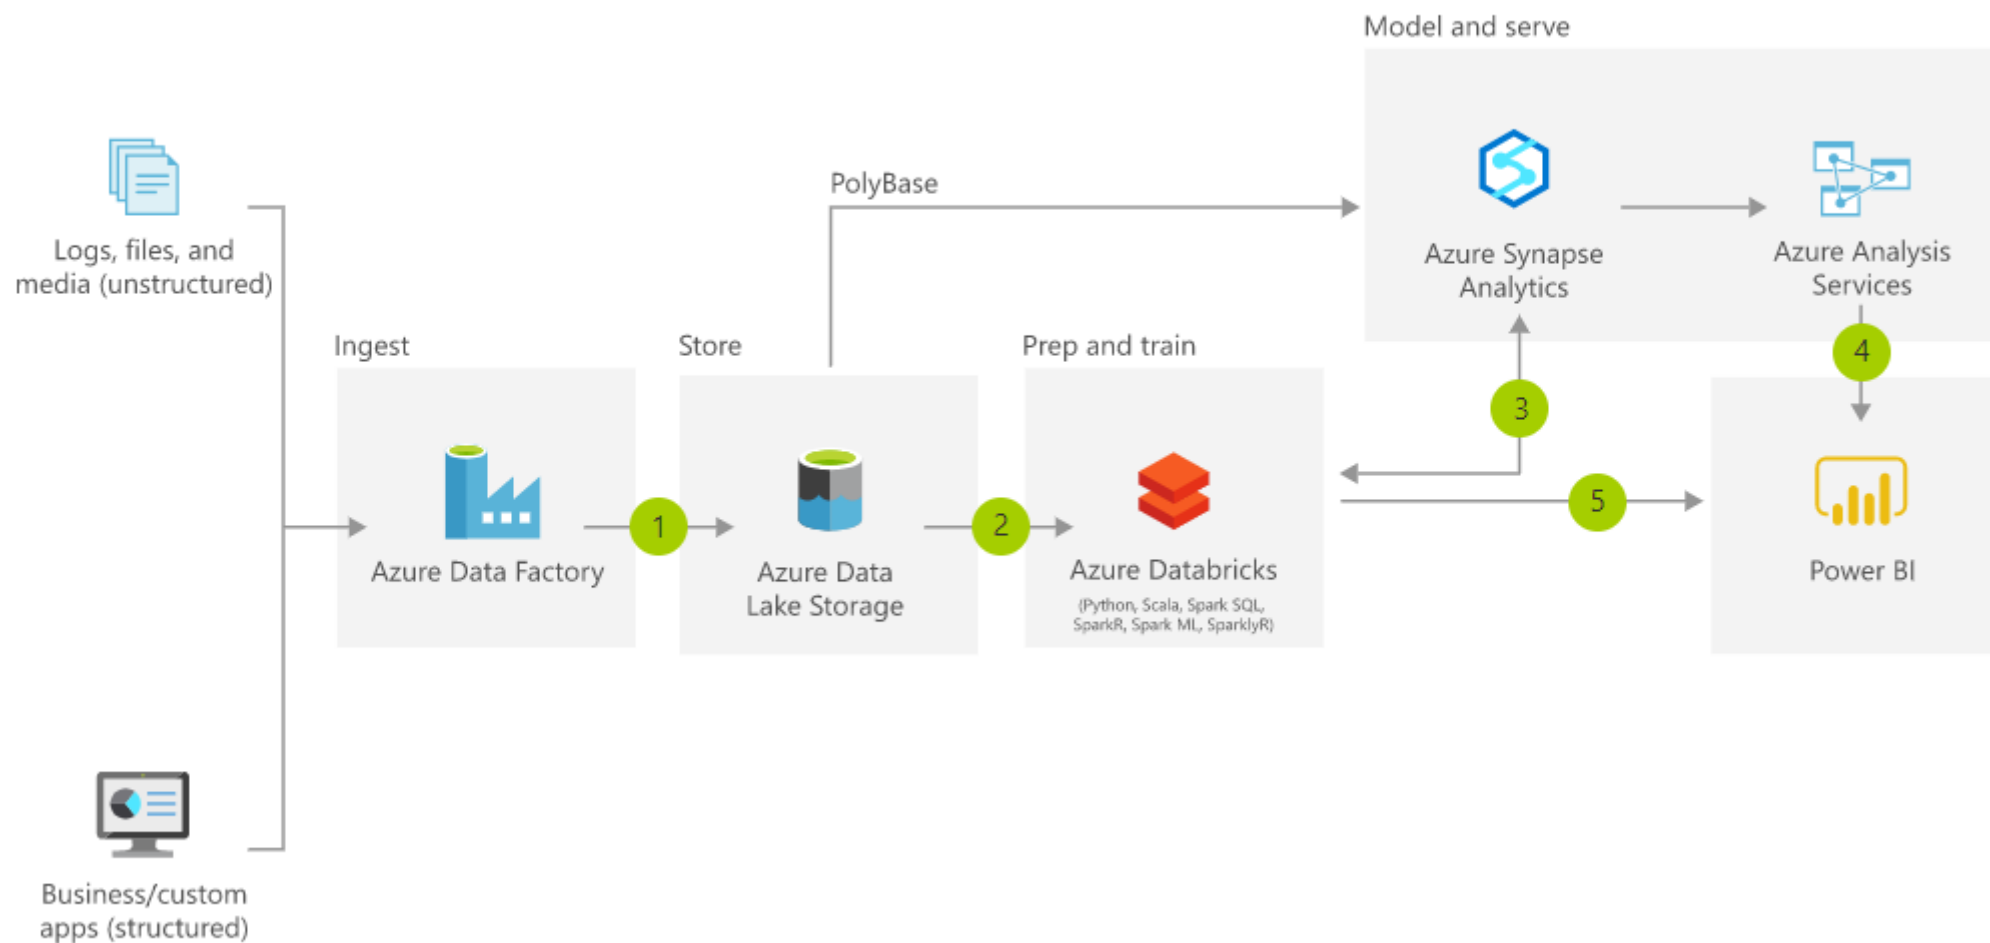 Model and serve
Logs, files, and
media (unstructured)
PolyBase
Azure Synapse
Analytics
Azure Analysis
Services
Ingest
Store
Prep and train
4
3
5
1
2
Azure Data Factory
Azure Data
Lake Storage
Azure Databricks
(Python, Scala, Spark SQL,
SparkR, Spark ML, SparklyR)
Power BI
Business/custom
apps (structured)